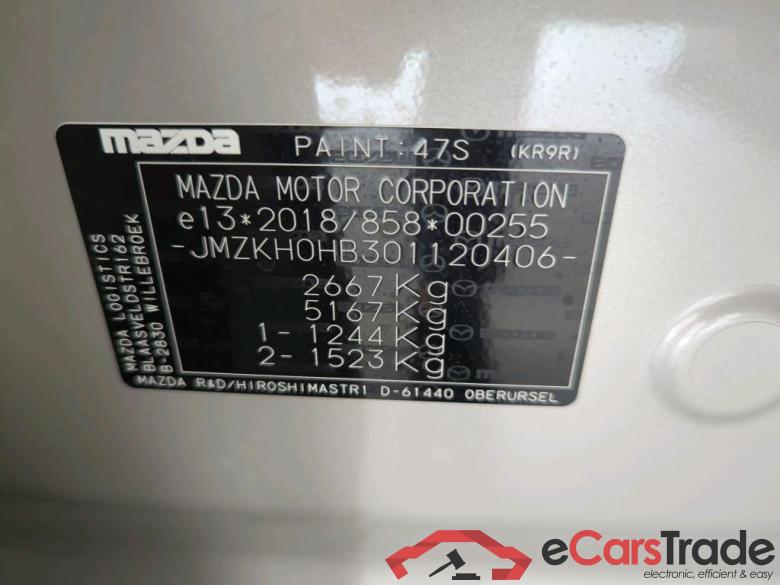 mazda PAINT:47S (KR9R)
MAZDA MOTOR CORPORATION
e13*2018/858*00255
-JMZKH0HB301120406-
2667Kg
5167Kg
1- 1244Kg
2- 1523Kg
MAZDA LOGISTICS
BLAASVELDSTR162
B-2830 WILLEBROEK
MAZDA R&D/HIROSHIMASTR1 D-61440 OBERURSEL
eCarsTrade
electronic, efficient & easy